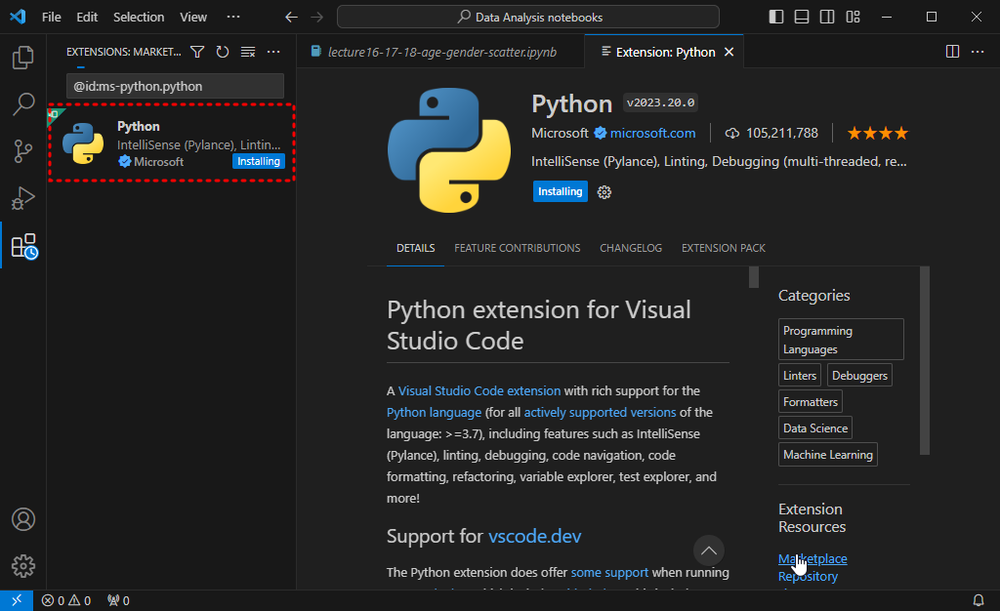 File Edit Selection View ··· Data Analysis notebooks
EXTENSIONS: MARKET...
@id:ms-python.python
Python
IntelliSense (Pylance), Lintin...
Microsoft Installing
lecture16-17-18-age-gender-scatter.ipynb
Extension: Python
Python v2023.20.0
Microsoft microsoft.com 105,211,788
IntelliSense (Pylance), Linting, Debugging (multi-threaded, re...
Installing
DETAILS FEATURE CONTRIBUTIONS CHANGELOG EXTENSION PACK
Python extension for Visual
Studio Code
A Visual Studio Code extension with rich support for the
Python language (for all actively supported versions of the
language: >=3.7), including features such as IntelliSense
(Pylance), linting, debugging, code navigation, code
formatting, refactoring, variable explorer, test explorer, and
more!
Support for vscode.dev
The Python extension does offer some support when running
Categories
Programming
Languages
Linters Debuggers
Formatters
Data Science
Machine Learning
Extension
Resources
Marketplace
Repository
0 0 0